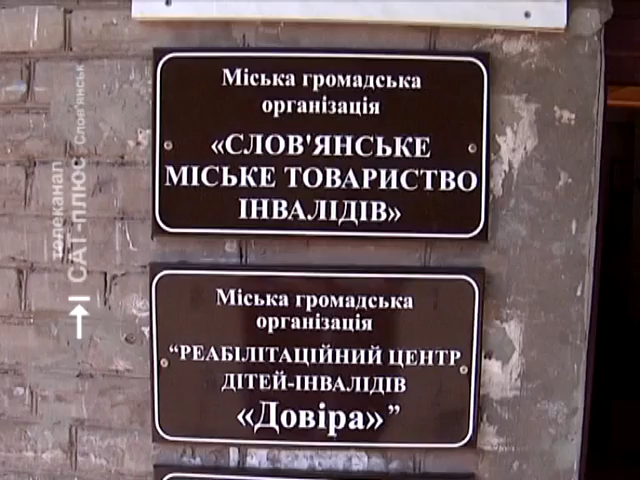 Міська громадська
організація
«СЛОВ'ЯНСЬКЕ
МІСЬКЕ ТОВАРИСТВО
ІНВАЛІДІВ»
Міська громадська
організація
“РЕАБІЛІТАЦІЙНИЙ ЦЕНТР
ДІТЕЙ-ІНВАЛІДІВ
«Довіра»”
телеканал
САТ-плюс Слов'янськ